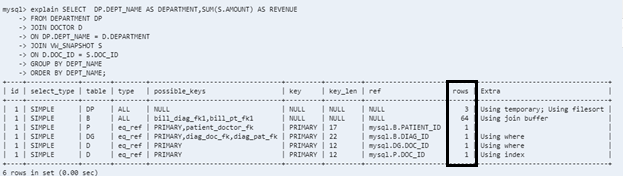 mysql> explain SELECT  DP.DEPT_NAME AS DEPARTMENT,SUM(S.AMOUNT) AS REVENUE
    -> FROM DEPARTMENT DP
    -> JOIN DOCTOR D
    -> ON DP.DEPT_NAME = D.DEPARTMENT
    -> JOIN VW_SNAPSHOT S
    -> ON D.DOC_ID = S.DOC_ID
    -> GROUP BY DEPT_NAME
    -> ORDER BY DEPT_NAME;
| id | select_type | table | type | possible_keys | key | key_len | ref | rows | Extra |
| 1 | SIMPLE | DP | ALL | NULL | NULL | NULL | NULL | 3 | Using temporary; Using filesort |
| 1 | SIMPLE | B | ALL | bill_diag_fk1,bill_pt_fk1 | NULL | NULL | NULL | 64 | Using join buffer |
| 1 | SIMPLE | P | eq_ref | PRIMARY,patient_doctor_fk | PRIMARY | 17 | mysql.B.PATIENT_ID | 1 | |
| 1 | SIMPLE | DG | eq_ref | PRIMARY,diag_doc_fk,diag_pat_fk | PRIMARY | 22 | mysql.B.DIAG_ID | 1 | Using where |
| 1 | SIMPLE | D | eq_ref | PRIMARY | PRIMARY | 12 | mysql.DG.DOC_ID | 1 | Using where |
| 1 | SIMPLE | D | eq_ref | PRIMARY | PRIMARY | 12 | mysql.P.DOC_ID | 1 | Using index |
6 rows in set (0.00 sec)